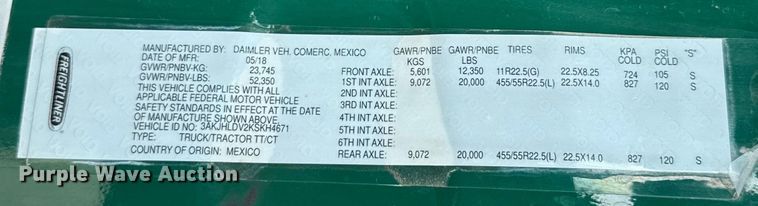 FREIGHTLINER
MANUFACTURED BY: DAIMLER VEH. COMERC. MEXICO
DATE OF MFR: 05/18
GVWR/PNBV-KG: 23,745
GVWR/PNBV-LBS: 52,350
THIS VEHICLE COMPLIES WITH ALL
APPLICABLE FEDERAL MOTOR VEHICLE
SAFETY STANDARDS IN EFFECT AT THE DATE
OF MANUFACTURE SHOWN ABOVE.
VEHICLE ID NO: 3AKJHLDV2KSKH4671
TYPE: TRUCK/TRACTOR TT/CT
COUNTRY OF ORIGIN: MEXICO
GAWR/PNBE GAWR/PNBE TIRES RIMS KPA PSI "S"
KGS LBS COLD COLD
FRONT AXLE: 5,601 12,350 11R22.5(G) 22.5X8.25 724 105 S
1ST INT AXLE: 9,072 20,000 455/55R22.5(L) 22.5X14.0 827 120 S
2ND INT AXLE:
3RD INT AXLE:
4TH INT AXLE:
5TH INT AXLE:
6TH INT AXLE:
REAR AXLE: 9,072 20,000 455/55R22.5(L) 22.5X14.0 827 120 S
Purple Wave Auction